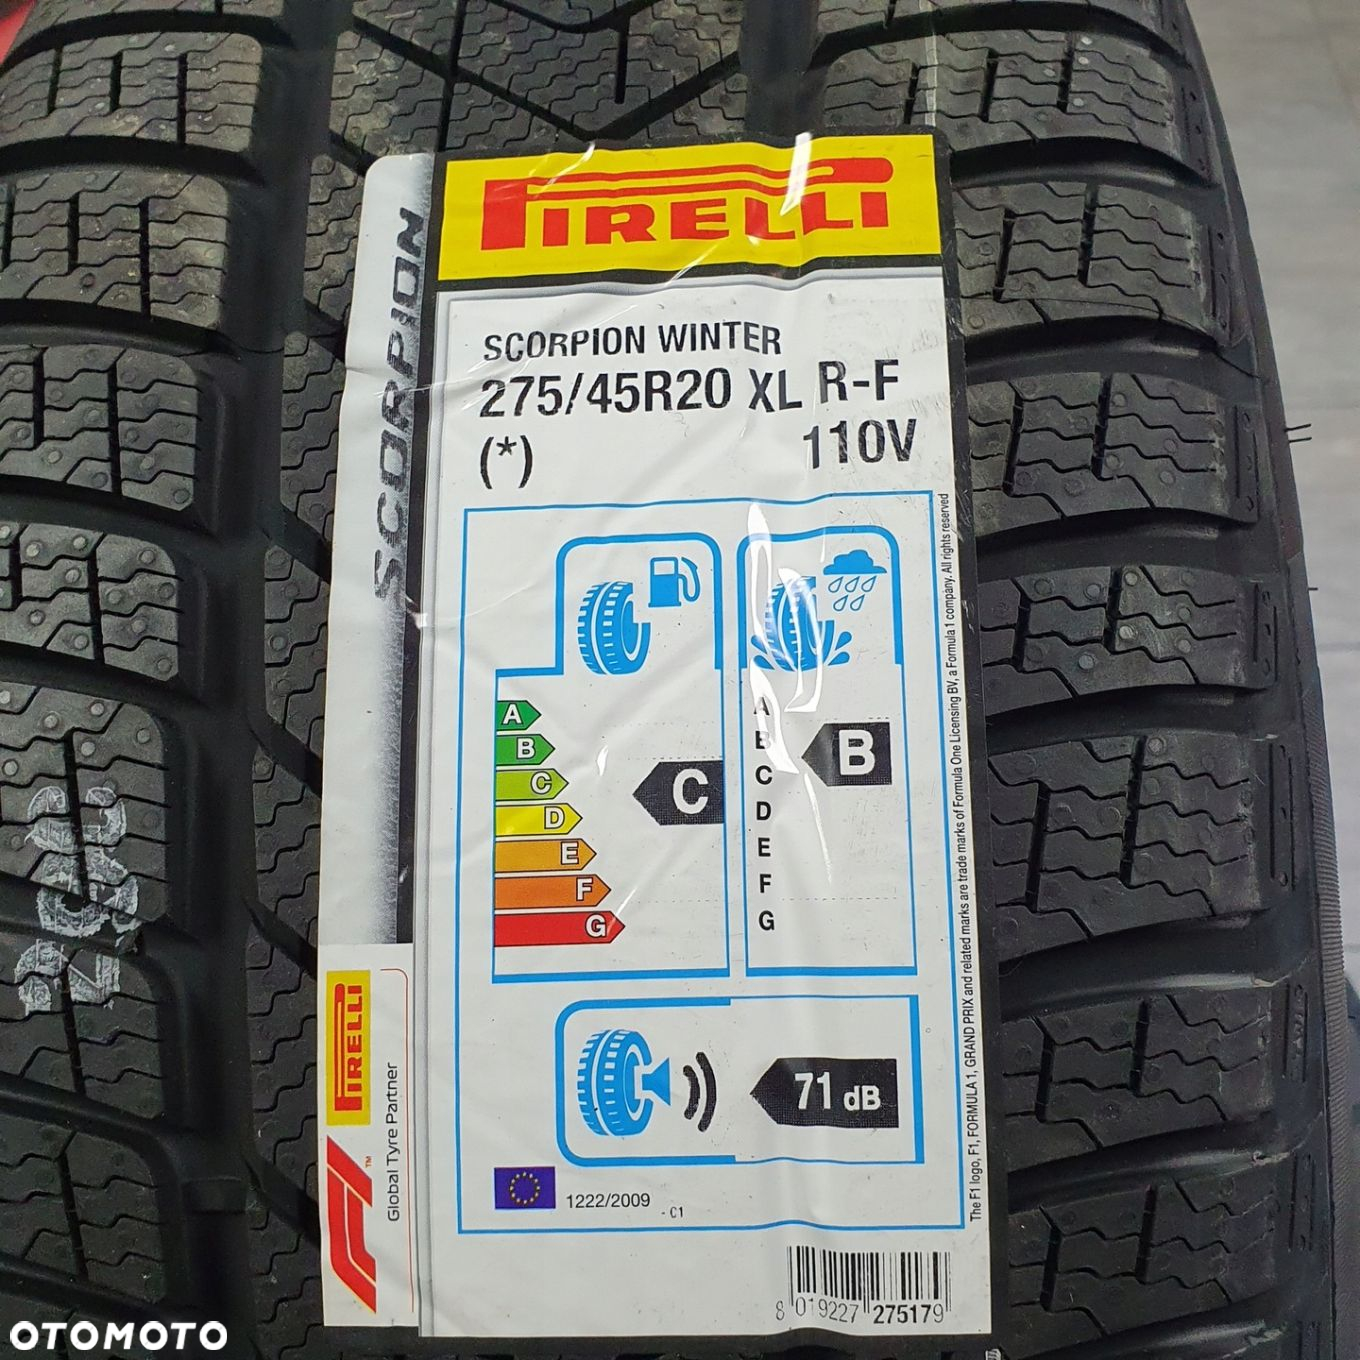 PIRELLI
SCORPION
SCORPION WINTER
275/45R20 XL R-F
(*) 110V
A
B
C
D
E
F
G
C
A
B
C
D
E
F
G
B
71 dB
1222/2009 - C1
The F1 logo, F1, FORMULA 1, GRAND PRIX and related marks are trade marks of Formula One Licensing BV, a Formula 1 company. All rights reserved
PIRELLI
F1™
Global Tyre Partner
8 019227 275179
OTOMOTO